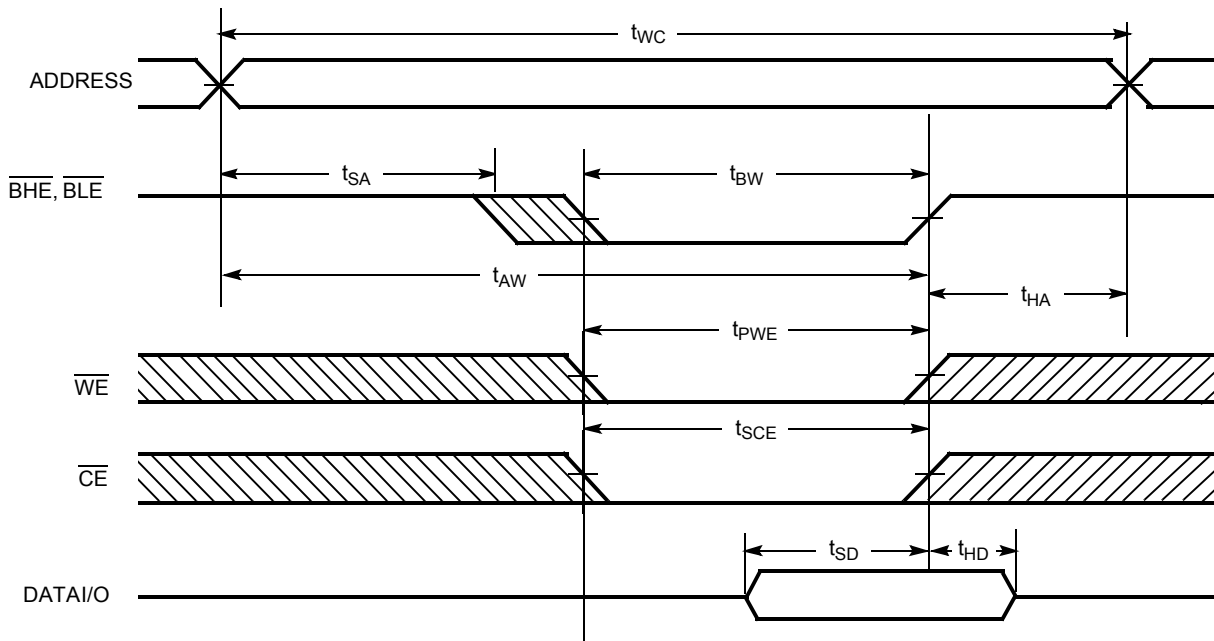 tWC
ADDRESS
tSA
tBW
BHE, BLE
tAW
tHA
tPWE
WE
tSCE
CE
tSD
tHD
DATAI/O